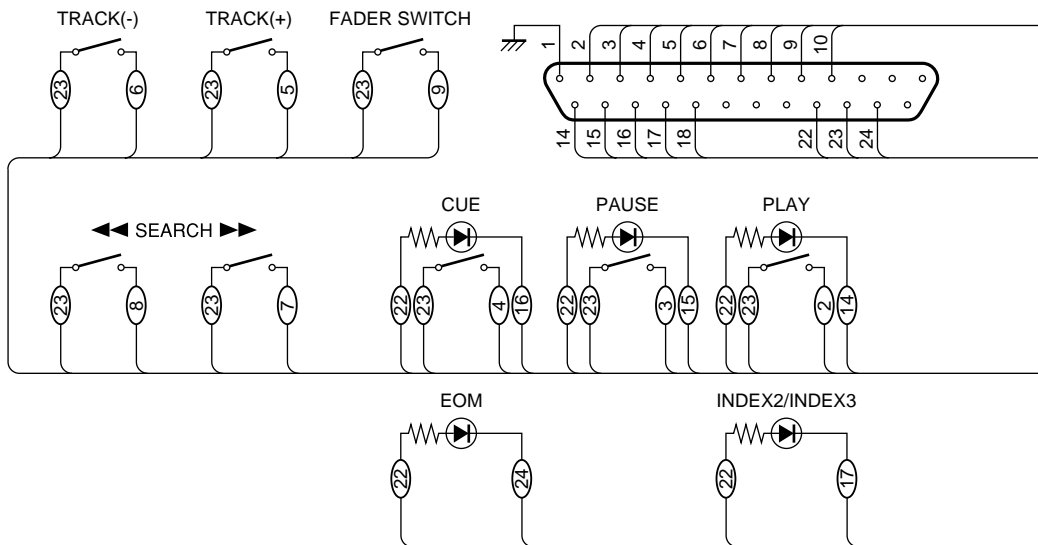 TRACK(-) TRACK(+) FADER SWITCH
23 6 23 5 23 9
1 2 3 4 5 6 7 8 9 10
14 15 16 17 18 22 23 24
◀◀ SEARCH ▶▶
23 8 23 7
CUE PAUSE PLAY
22 23 4 16 22 23 3 15 22 23 2 14
EOM INDEX2/INDEX3
22 24 22 17